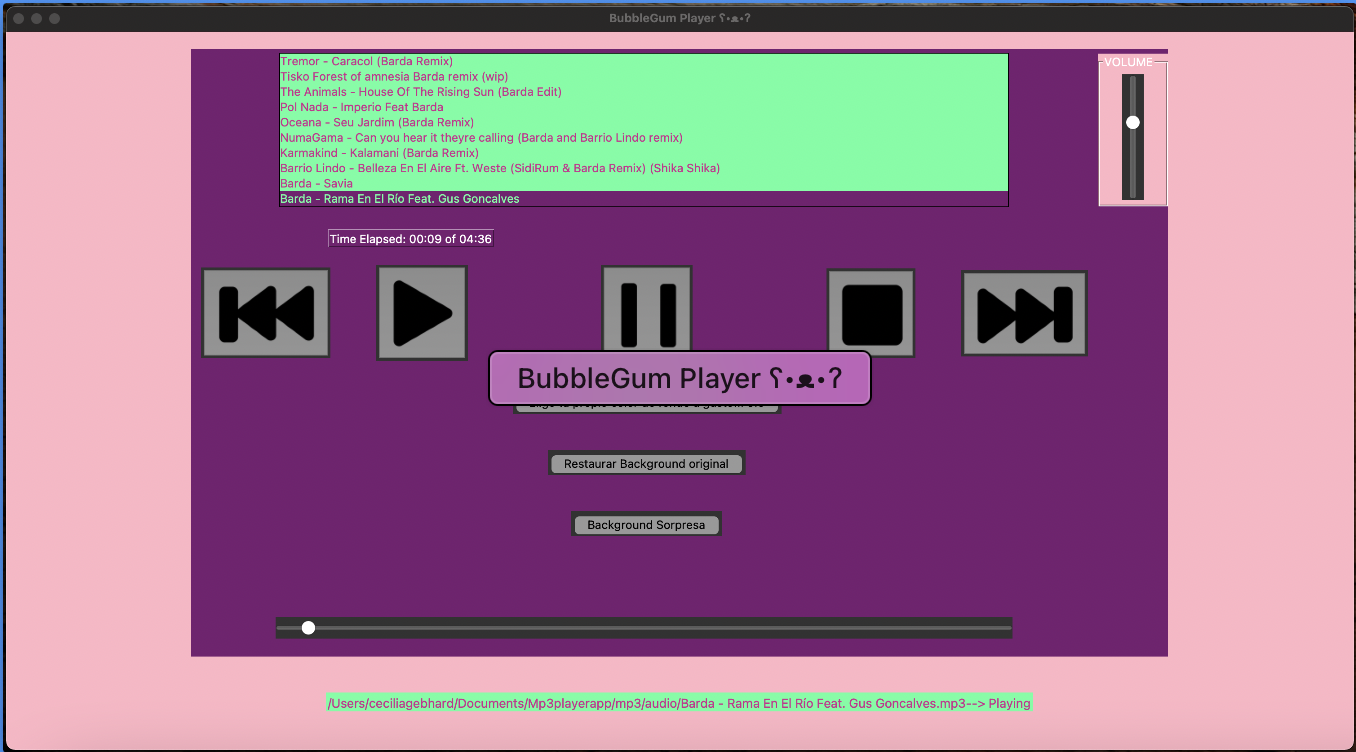 BubbleGum Player ʕ•ᴥ•ʔ
Tremor - Caracol (Barda Remix)
Tisko Forest of amnesia Barda remix (wip)
The Animals - House Of The Rising Sun (Barda Edit)
Pol Nada - Imperio Feat Barda
Oceana - Seu Jardim (Barda Remix)
NumaGama - Can you hear it theyre calling (Barda and Barrio Lindo remix)
Karmakind - Kalamani (Barda Remix)
Barrio Lindo - Belleza En El Aire Ft. Weste (SidiRum & Barda Remix) (Shika Shika)
Barda - Savia
Barda - Rama En El Río Feat. Gus Goncalves
VOLUME
Time Elapsed: 00:09 of 04:36
BubbleGum Player ʕ•ᴥ•ʔ
Restaurar Background original
Background Sorpresa
/Users/ceciliagebhard/Documents/Mp3playerapp/mp3/audio/Barda - Rama En El Río Feat. Gus Goncalves.mp3--> Playing